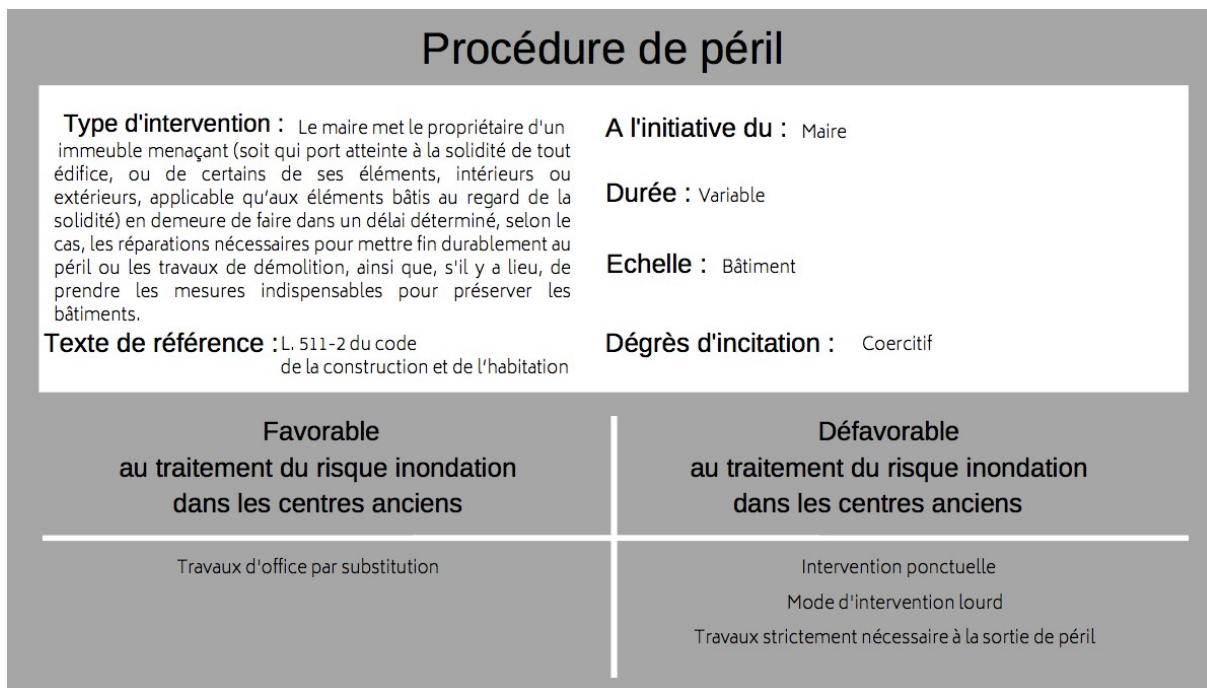 Procédure de péril
Type d'intervention : Le maire met le propriétaire d'un
immeuble menaçant (soit qui port atteinte à la solidité de tout
édifice, ou de certains de ses éléments, intérieurs ou
extérieurs, applicable qu'aux éléments bâtis au regard de la
solidité) en demeure de faire dans un délai déterminé, selon le
cas, les réparations nécessaires pour mettre fin durablement au
péril ou les travaux de démolition, ainsi que, s'il y a lieu, de
prendre les mesures indispensables pour préserver les
bâtiments.
Texte de référence : L. 511-2 du code
de la construction et de l'habitation
A l'initiative du : Maire
Durée : Variable
Echelle : Bâtiment
Dégrès d'incitation : Coercitif
Favorable
au traitement du risque inondation
dans les centres anciens
Travaux d'office par substitution
Défavorable
au traitement du risque inondation
dans les centres anciens
Intervention ponctuelle
Mode d'intervention lourd
Travaux strictement nécessaire à la sortie de péril